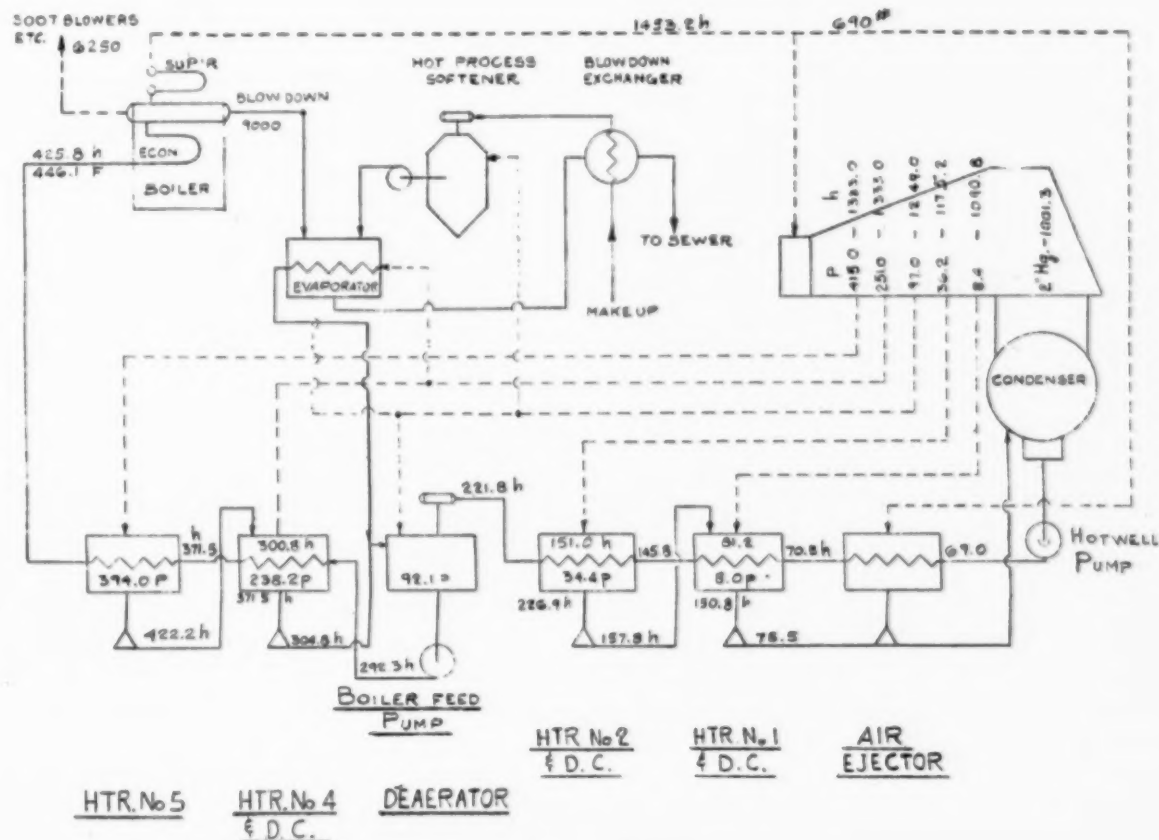 SOOT BLOWERS
ETC.
6250
SUP'R
BLOWDOWN
9000
425.8 h
446.1 F
ECON.
BOILER
HOT PROCESS
SOFTENER
BLOWDOWN
EXCHANGER
1453.2 h
690#
EVAPORATOR
MAKEUP
TO SEWER
P h
415.0 - 1383.0
251.0 - 1333.0
97.0 - 1249.0
36.2 - 1175.2
8.4 - 1090.8
2" Hg. - 1001.3
CONDENSER
HOTWELL
PUMP
h
371.5
394.0 P
422.2 h
300.8 h
238.2 p
371.5 h
304.8 h
92.1 P
292.3 h
221.8 h
151.0 h
34.4 p
226.9 h
145.8
157.8 h
81.2
8.0 p
150.8 h
70.8 h
76.5
69.0
BOILER FEED
PUMP
HTR. No 5
HTR. No 4
& D.C.
DEAERATOR
HTR No 2
& D.C.
HTR. No. 1
& D.C.
AIR
EJECTOR